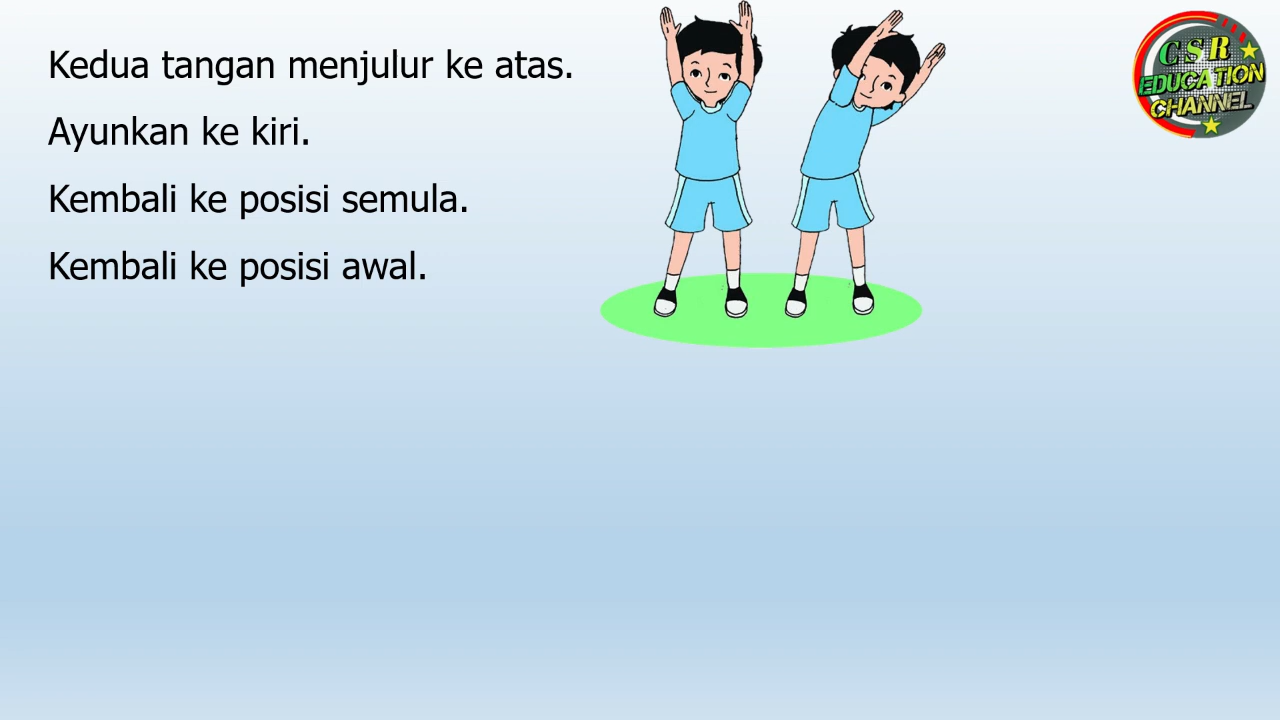 Kedua tangan menjulur ke atas.
Ayunkan ke kiri.
Kembali ke posisi semula.
Kembali ke posisi awal.
CSR
EDUCATION
CHANNEL